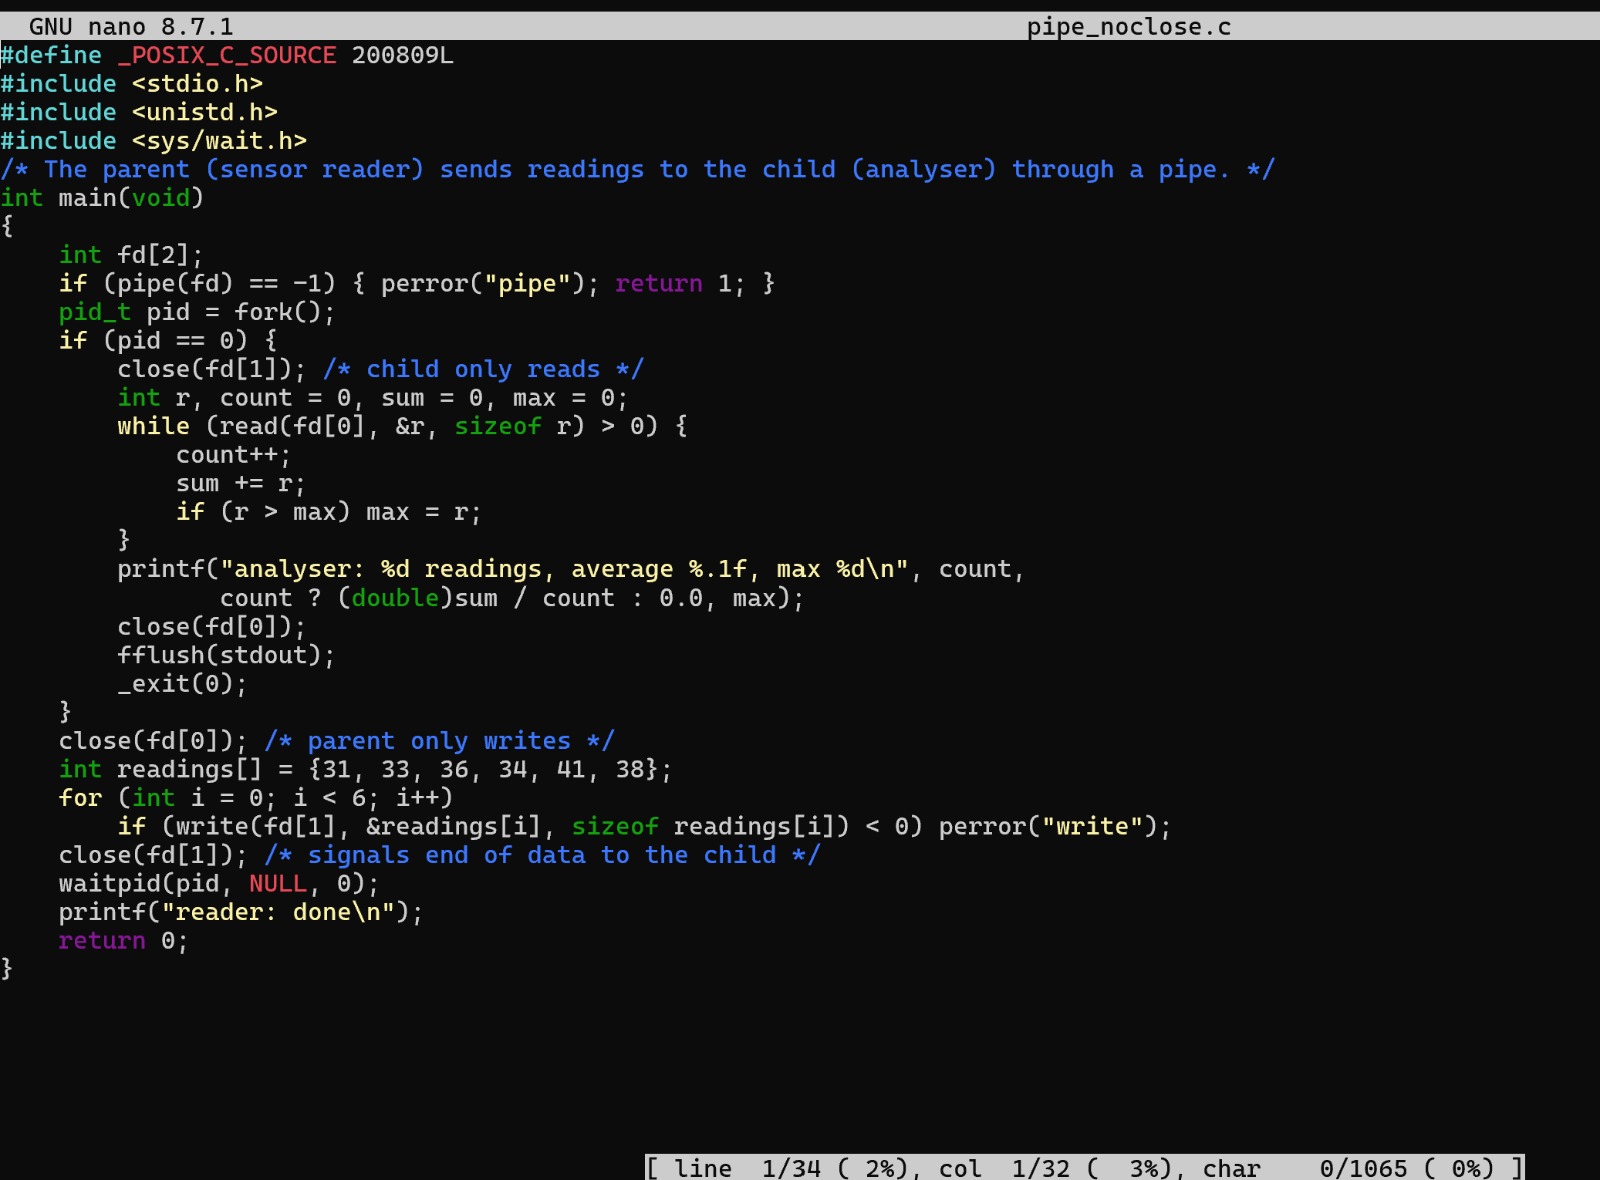 GNU nano 8.7.1 pipe_noclose.c
#define _POSIX_C_SOURCE 200809L
#include <stdio.h>
#include <unistd.h>
#include <sys/wait.h>
/* The parent (sensor reader) sends readings to the child (analyser) through a pipe. */
int main(void)
{
    int fd[2];
    if (pipe(fd) == -1) { perror("pipe"); return 1; }
    pid_t pid = fork();
    if (pid == 0) {
        close(fd[1]); /* child only reads */
        int r, count = 0, sum = 0, max = 0;
        while (read(fd[0], &r, sizeof r) > 0) {
            count++;
            sum += r;
            if (r > max) max = r;
        }
        printf("analyser: %d readings, average %.1f, max %d\n", count,
               count ? (double)sum / count : 0.0, max);
        close(fd[0]);
        fflush(stdout);
        _exit(0);
    }
    close(fd[0]); /* parent only writes */
    int readings[] = {31, 33, 36, 34, 41, 38};
    for (int i = 0; i < 6; i++)
        if (write(fd[1], &readings[i], sizeof readings[i]) < 0) perror("write");
    close(fd[1]); /* signals end of data to the child */
    waitpid(pid, NULL, 0);
    printf("reader: done\n");
    return 0;
}
[ line  1/34 ( 2%), col  1/32 (  3%), char    0/1065 ( 0%) ]